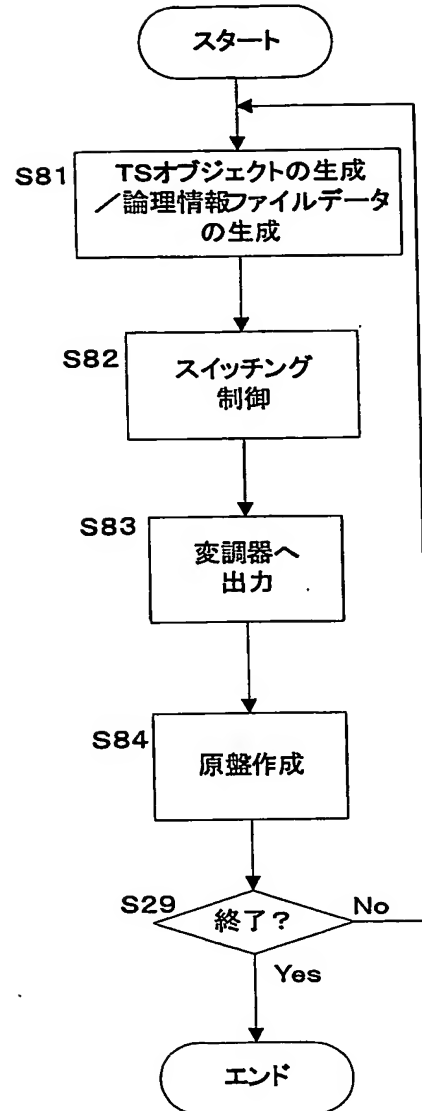 スタート
S81
TSオブジェクトの生成
／論理情報ファイルデータ
の生成
S82
スイッチング
制御
S83
変調器へ
出力
S84
原盤作成
S29
終了?
No
Yes
エンド